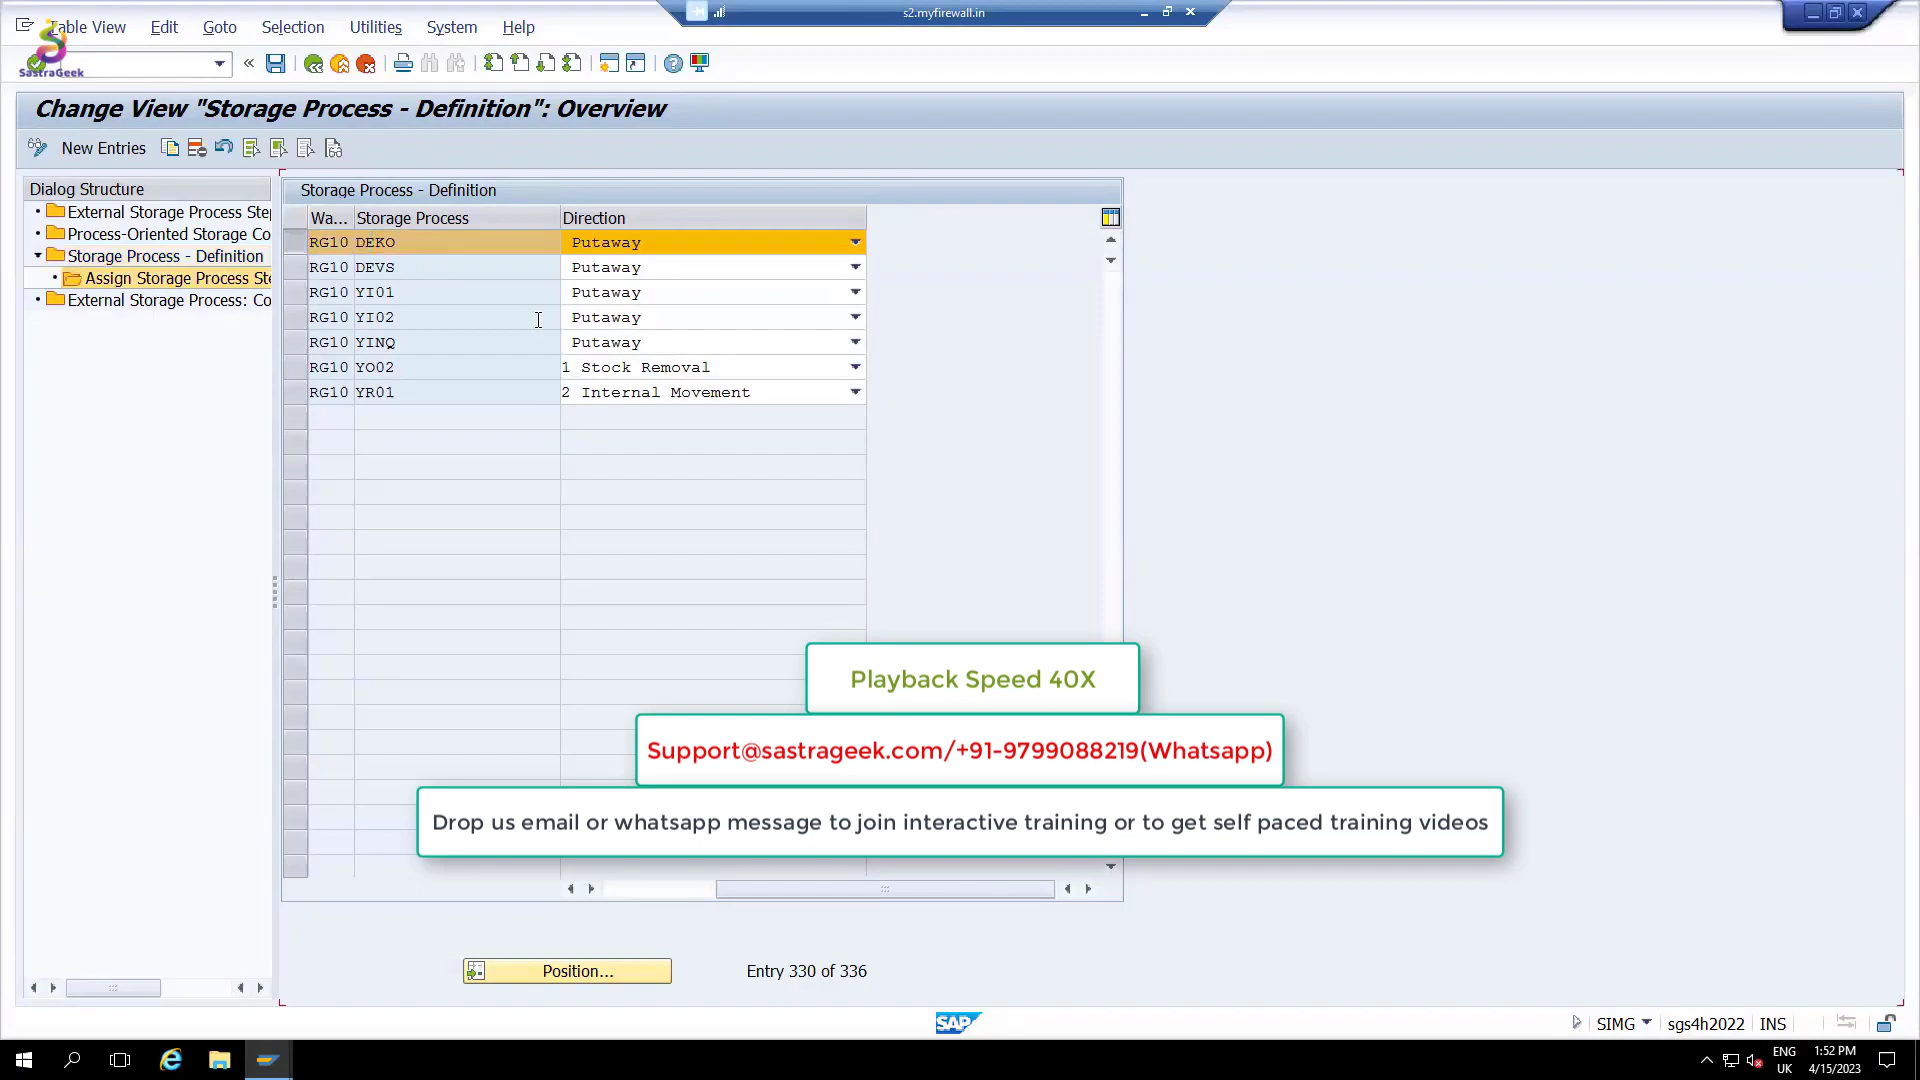 s2.myfirewall.in
Table View Edit Goto Selection Utilities System Help
SastraGeek
Change View "Storage Process - Definition": Overview
New Entries
Dialog Structure
External Storage Process Ste
Process-Oriented Storage Co
Storage Process - Definition
Assign Storage Process Ste
External Storage Process: Co
Storage Process - Definition
Wa... Storage Process Direction
RG10 DEKO Putaway
RG10 DEVS Putaway
RG10 YI01 Putaway
RG10 YI02 Putaway
RG10 YINQ Putaway
RG10 YO02 1 Stock Removal
RG10 YR01 2 Internal Movement
Playback Speed 40X
Support@sastrageek.com/+91-9799088219(Whatsapp)
Drop us email or whatsapp message to join interactive training or to get self paced training videos
Position... Entry 330 of 336
SAP
SIMG sgs4h2022 INS
ENG 1:52 PM
UK 4/15/2023